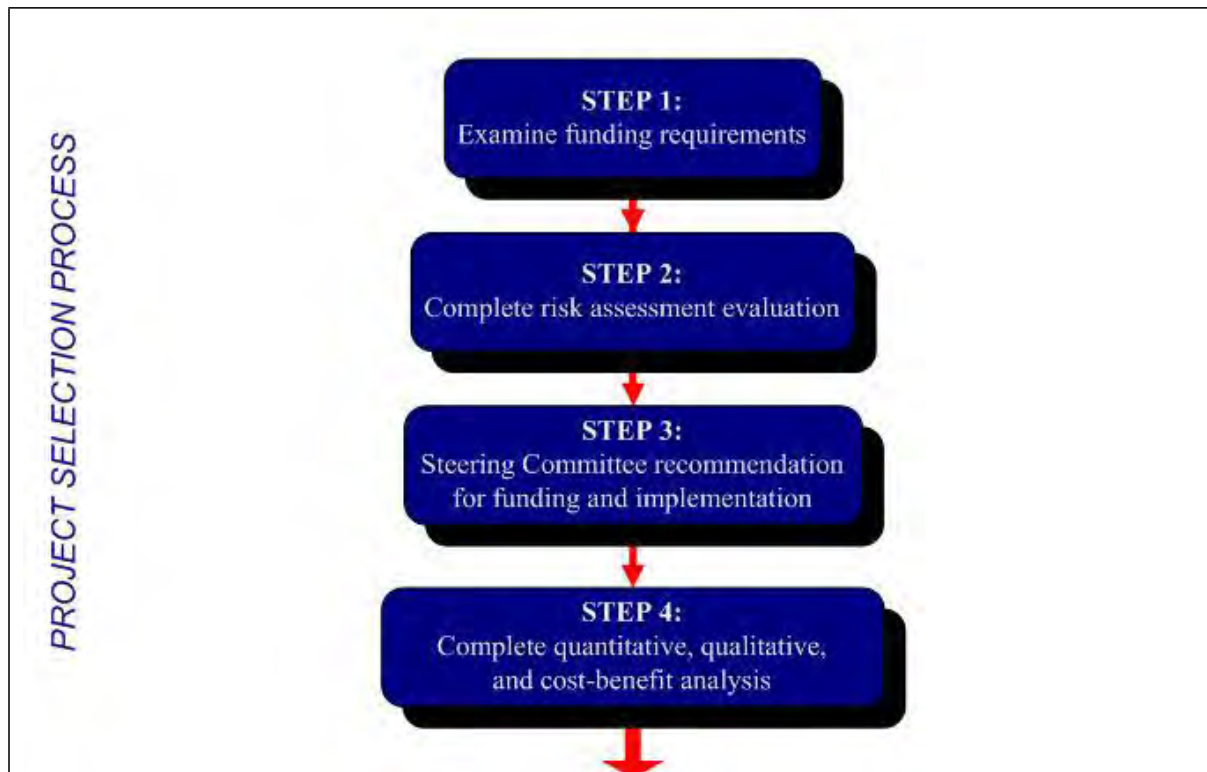 PROJECT SELECTION PROCESS
STEP 1:
Examine funding requirements
STEP 2:
Complete risk assessment evaluation
STEP 3:
Steering Committee recommendation
for funding and implementation
STEP 4:
Complete quantitative, qualitative,
and cost-benefit analysis